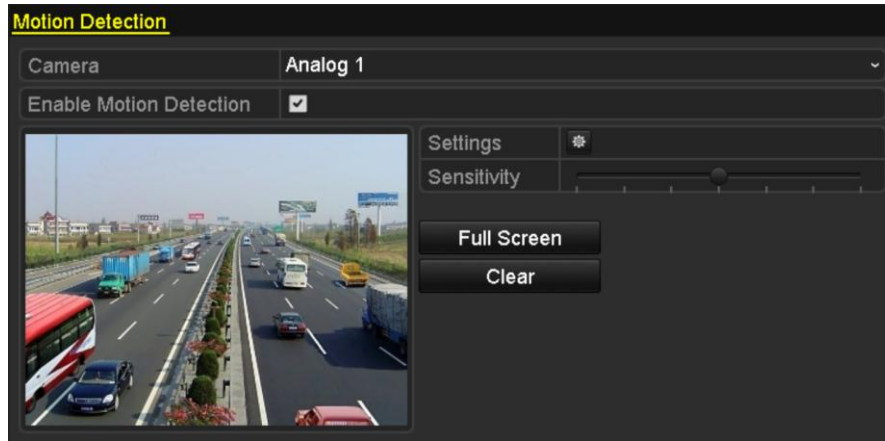 Motion Detection
Camera Analog 1
Enable Motion Detection
Settings
Sensitivity
Full Screen
Clear